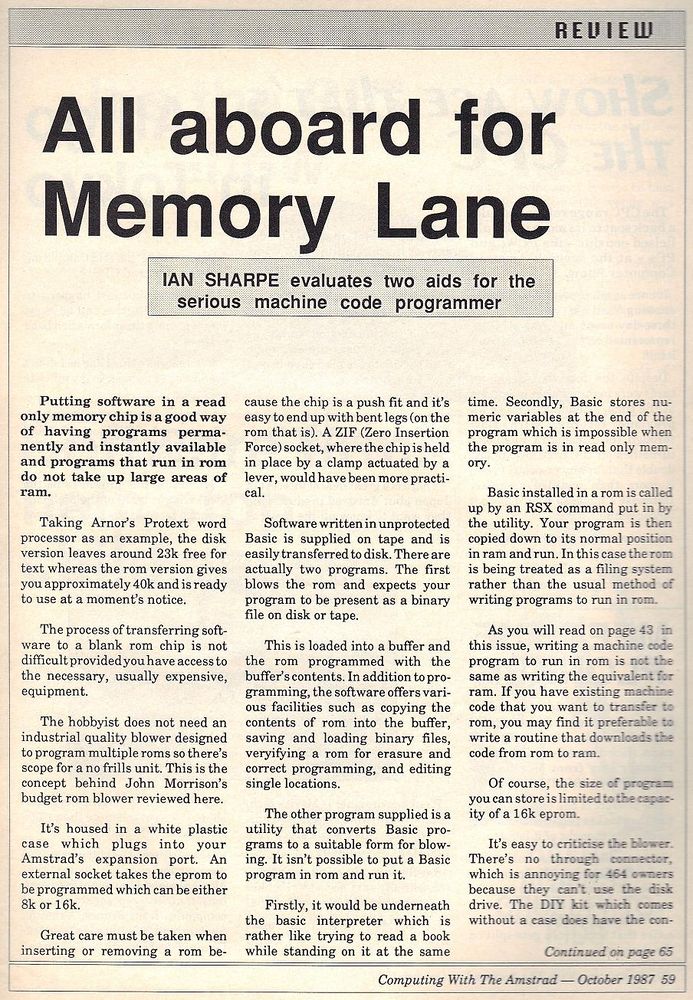 REVIEW
All aboard for
Memory Lane
IAN SHARPE evaluates two aids for the
serious machine code programmer
Putting software in a read
only memory chip is a good way
of having programs perma-
nently and instantly available
and programs that run in rom
do not take up large areas of
ram.
Taking Arnor's Protext word
processor as an example, the disk
version leaves around 23k free for
text whereas the rom version gives
you approximately 40k and is ready
to use at a moment's notice.
The process of transferring soft-
ware to a blank rom chip is not
difficult provided you have access to
the necessary, usually expensive,
equipment.
The hobbyist does not need an
industrial quality blower designed
to program multiple roms so there's
scope for a no frills unit. This is the
concept behind John Morrison's
budget rom blower reviewed here.
It's housed in a white plastic
case which plugs into your
Amstrad's expansion port. An
external socket takes the eprom to
be programmed which can be either
8k or 16k.
Great care must be taken when
inserting or removing a rom be-
cause the chip is a push fit and it's
easy to end up with bent legs (on the
rom that is). A ZIF (Zero Insertion
Force) socket, where the chip is held
in place by a clamp actuated by a
lever, would have been more practi-
cal.
Software written in unprotected
Basic is supplied on tape and is
easily transferred to disk. There are
actually two programs. The first
blows the rom and expects your
program to be present as a binary
file on disk or tape.
This is loaded into a buffer and
the rom programmed with the
buffer's contents. In addition to pro-
gramming, the software offers vari-
ous facilities such as copying the
contents of rom into the buffer,
saving and loading binary files,
veryifying a rom for erasure and
correct programming, and editing
single locations.
The other program supplied is a
utility that converts Basic pro-
grams to a suitable form for blow-
ing. It isn't possible to put a Basic
program in rom and run it.
Firstly, it would be underneath
the basic interpreter which is
rather like trying to read a book
while standing on it at the same
time. Secondly, Basic stores nu-
meric variables at the end of the
program which is impossible when
the program is in read only mem-
ory.
Basic installed in a rom is called
up by an RSX command put in by
the utility. Your program is then
copied down to its normal position
in ram and run. In this case the rom
is being treated as a filing system
rather than the usual method of
writing programs to run in rom.
As you will read on page 43 in
this issue, writing a machine code
program to run in rom is not the
same as writing the equivalent for
ram. If you have existing machine
code that you want to transfer to
rom, you may find it preferable to
write a routine that downloads the
code from rom to ram.
Of course, the size of program
you can store is limited to the capac-
ity of a 16k eprom.
It's easy to criticise the blower.
There's no through connector,
which is annoying for 464 owners
because they can't use the disk
drive. The DIY kit which comes
without a case does have the con-
Continued on page 65
Computing With The Amstrad — October 1987 59